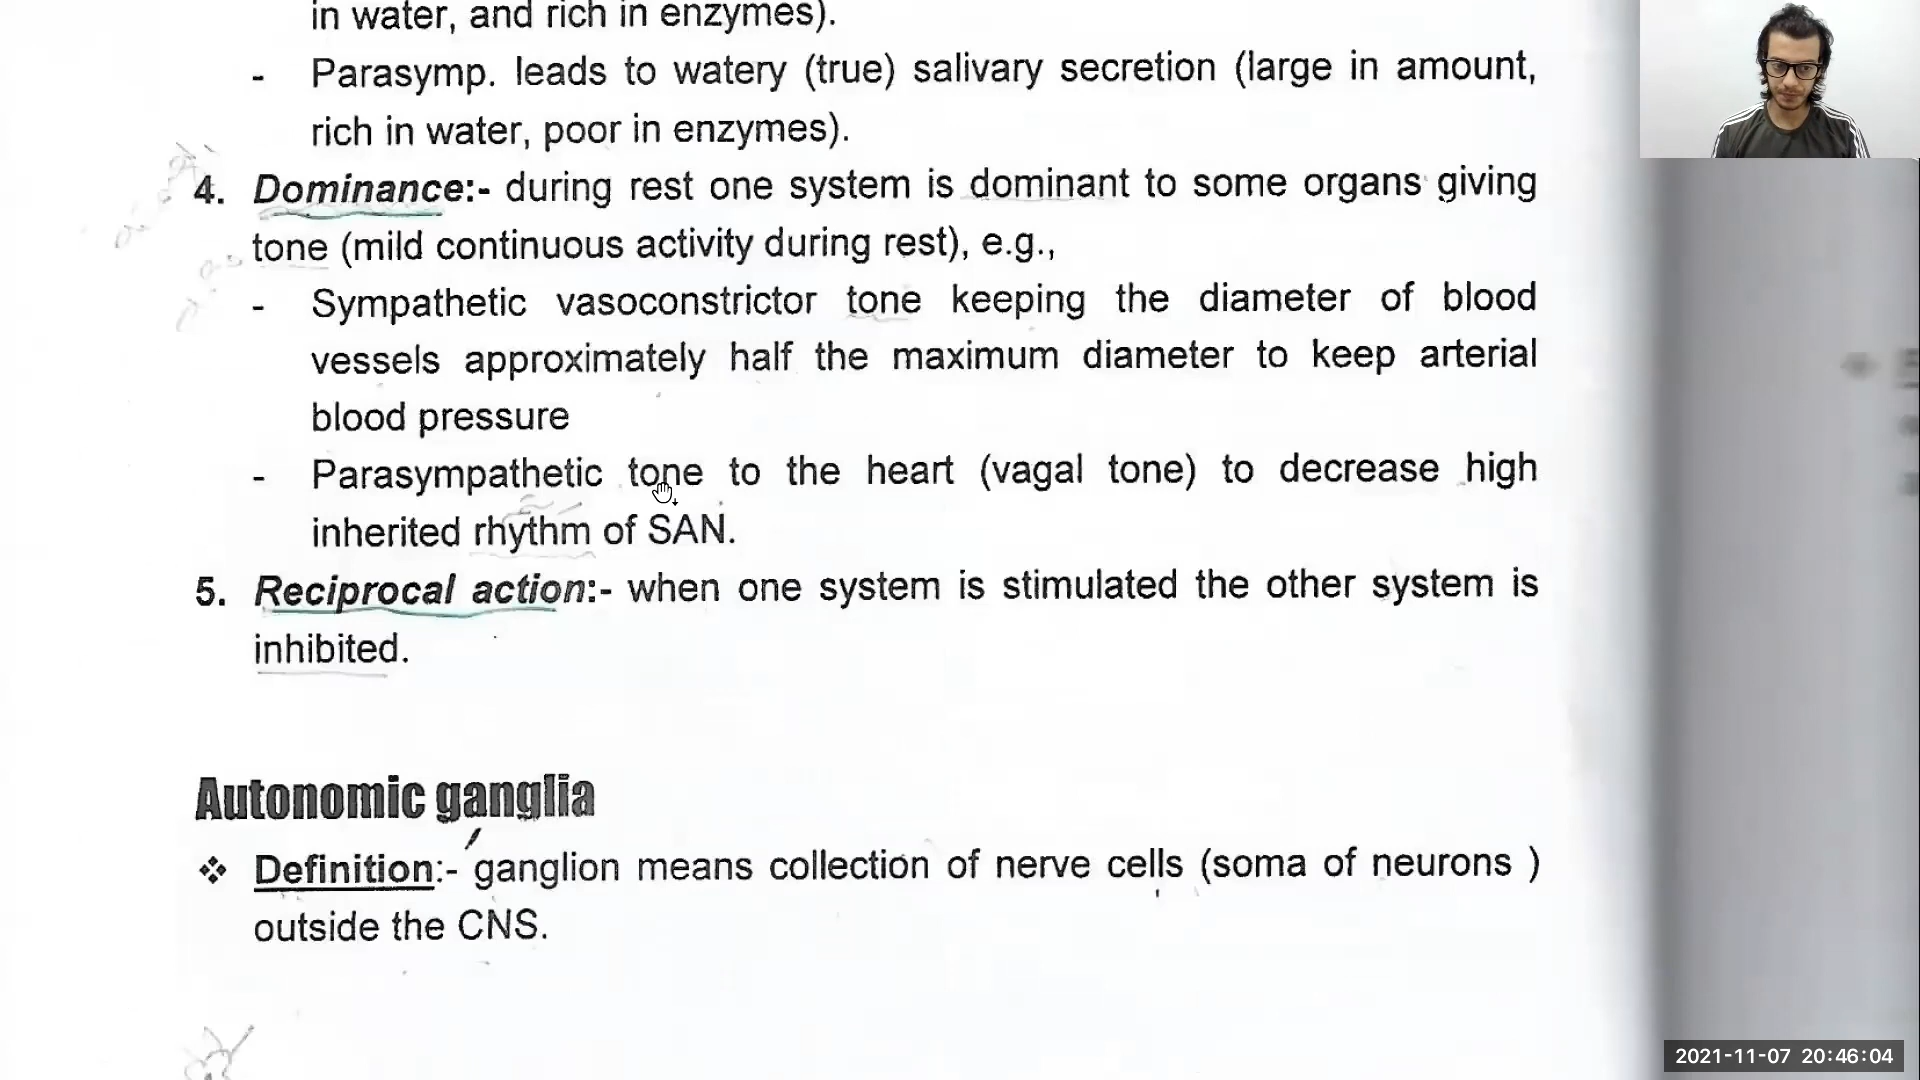 in water, and rich in enzymes).
- Parasymp. leads to watery (true) salivary secretion (large in amount,
rich in water, poor in enzymes).
4. Dominance:- during rest one system is dominant to some organs giving
tone (mild continuous activity during rest), e.g.,
- Sympathetic vasoconstrictor tone keeping the diameter of blood
vessels approximately half the maximum diameter to keep arterial
blood pressure
- Parasympathetic tone to the heart (vagal tone) to decrease high
inherited rhythm of SAN.
5. Reciprocal action:- when one system is stimulated the other system is
inhibited.
Autonomic ganglia
❖ Definition:- ganglion means collection of nerve cells (soma of neurons )
outside the CNS.
2021-11-07 20:46:04